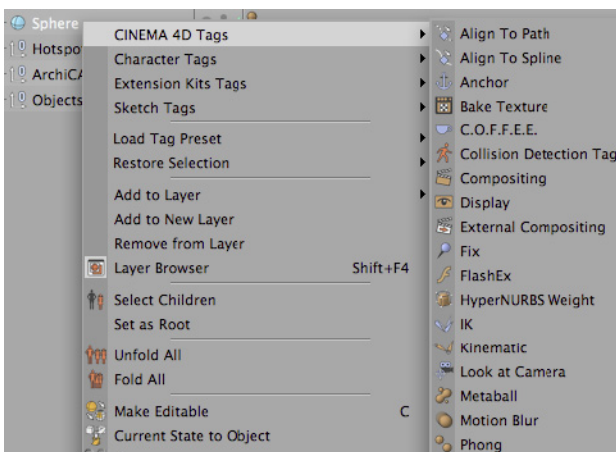 Sphere
Hotspo
ArchiCA
Objects
CINEMA 4D Tags
Character Tags
Extension Kits Tags
Sketch Tags
Load Tag Preset
Restore Selection
Add to Layer
Add to New Layer
Remove from Layer
Layer Browser Shift+F4
Select Children
Set as Root
Unfold All
Fold All
Make Editable C
Current State to Object
Align To Path
Align To Spline
Anchor
Bake Texture
C.O.F.F.E.E.
Collision Detection Tag
Compositing
Display
External Compositing
Fix
FlashEx
HyperNURBS Weight
IK
Kinematic
Look at Camera
Metaball
Motion Blur
Phong